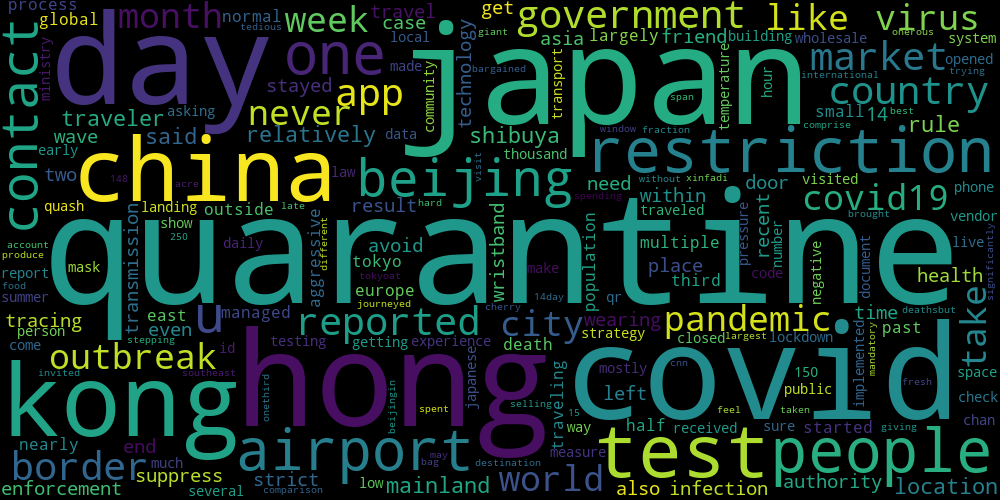 process
global
month
normal
tedious
week
case
travel
local
get
government
onerous
giant
like
virus
contact
ministry
day
one
japan
asia
largely
friend
building
wholesale
opened
system
trying
market
made
technology
bargained
transport
temperature
hour
international
stayed
app
community
span
country
traveler
asking
never
data
small
14
best
wave
said
relatively
shibuya
window
fraction
comprise
rule
early
law
thousand
restriction
two
148
acre
china
beijing
visit
without
xinfadi
door
visited
phone
quash
landing
outside
late
result
hard
need
within
spending
covid19
account
show
250
different
traveled
brought
vendor
produce
transmission
daily
aggressive
avoid
wristband
population
multiple
pressure
recent
number
live
significantly
report
mask
tokyo
make
place
code
negative
document
health
food
quarantine
europe
tokyoeat
third
summer
managed
journeyed
cherry
14day
qr
deathsbut
tracing
east
u
reported
city
wearing
pandemic
time
past
take
person
even
id
testing
getting
experience
death
strategy
closed
largest
lockdown
implemented
mandatory
come
stepping
outbreak
hong
japanese
mostly
cnn
150
space
invited
southeast
kong
onethird
beijingin
spent
selling
traveling
left
covid
public
fresh
check
feel
taken
nearly
end
airport
15
way
half
received
sure
started
giving
chan
border
much
suppress
low
may
bag
mainland
destination
world
measure
test
people
authority
location
enforcement
several
strict
comparison
also
infection